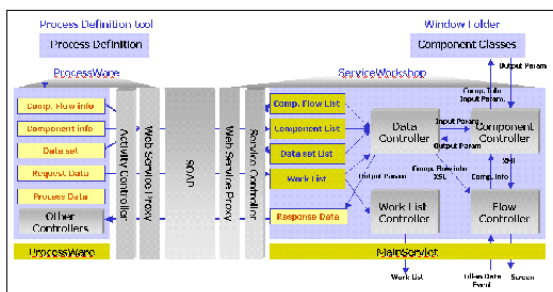 Process Definition tool
Window Folder
Process Definition
Component Classes
Output Param
ProcessWare
ServiceWorkshop
Comp. Info
Input Param.
Comp. Flow info
Component info
Data set
Request Data
Process Data
Other
Controllers
Activity Controller
Web Service Proxy
SOAP
Web Service Proxy
Service Controller
Comp. Flow List
Component List
Data set List
Work List
Response Data
Data
Controller
Input Param
Output Param
Component
Controller
Comp. Flow info
XSL
XMI
Comp. Info
Output Param
Work List
Controller
Flow
Controller
UrocessWare
MainServlet
Work List
Screen